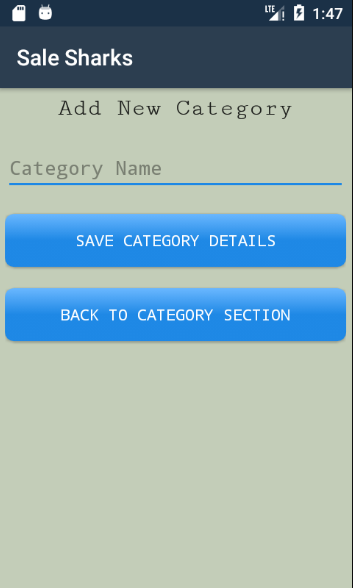 LTE 1:47
Sale Sharks
Add New Category
Category Name
SAVE CATEGORY DETAILS
BACK TO CATEGORY SECTION